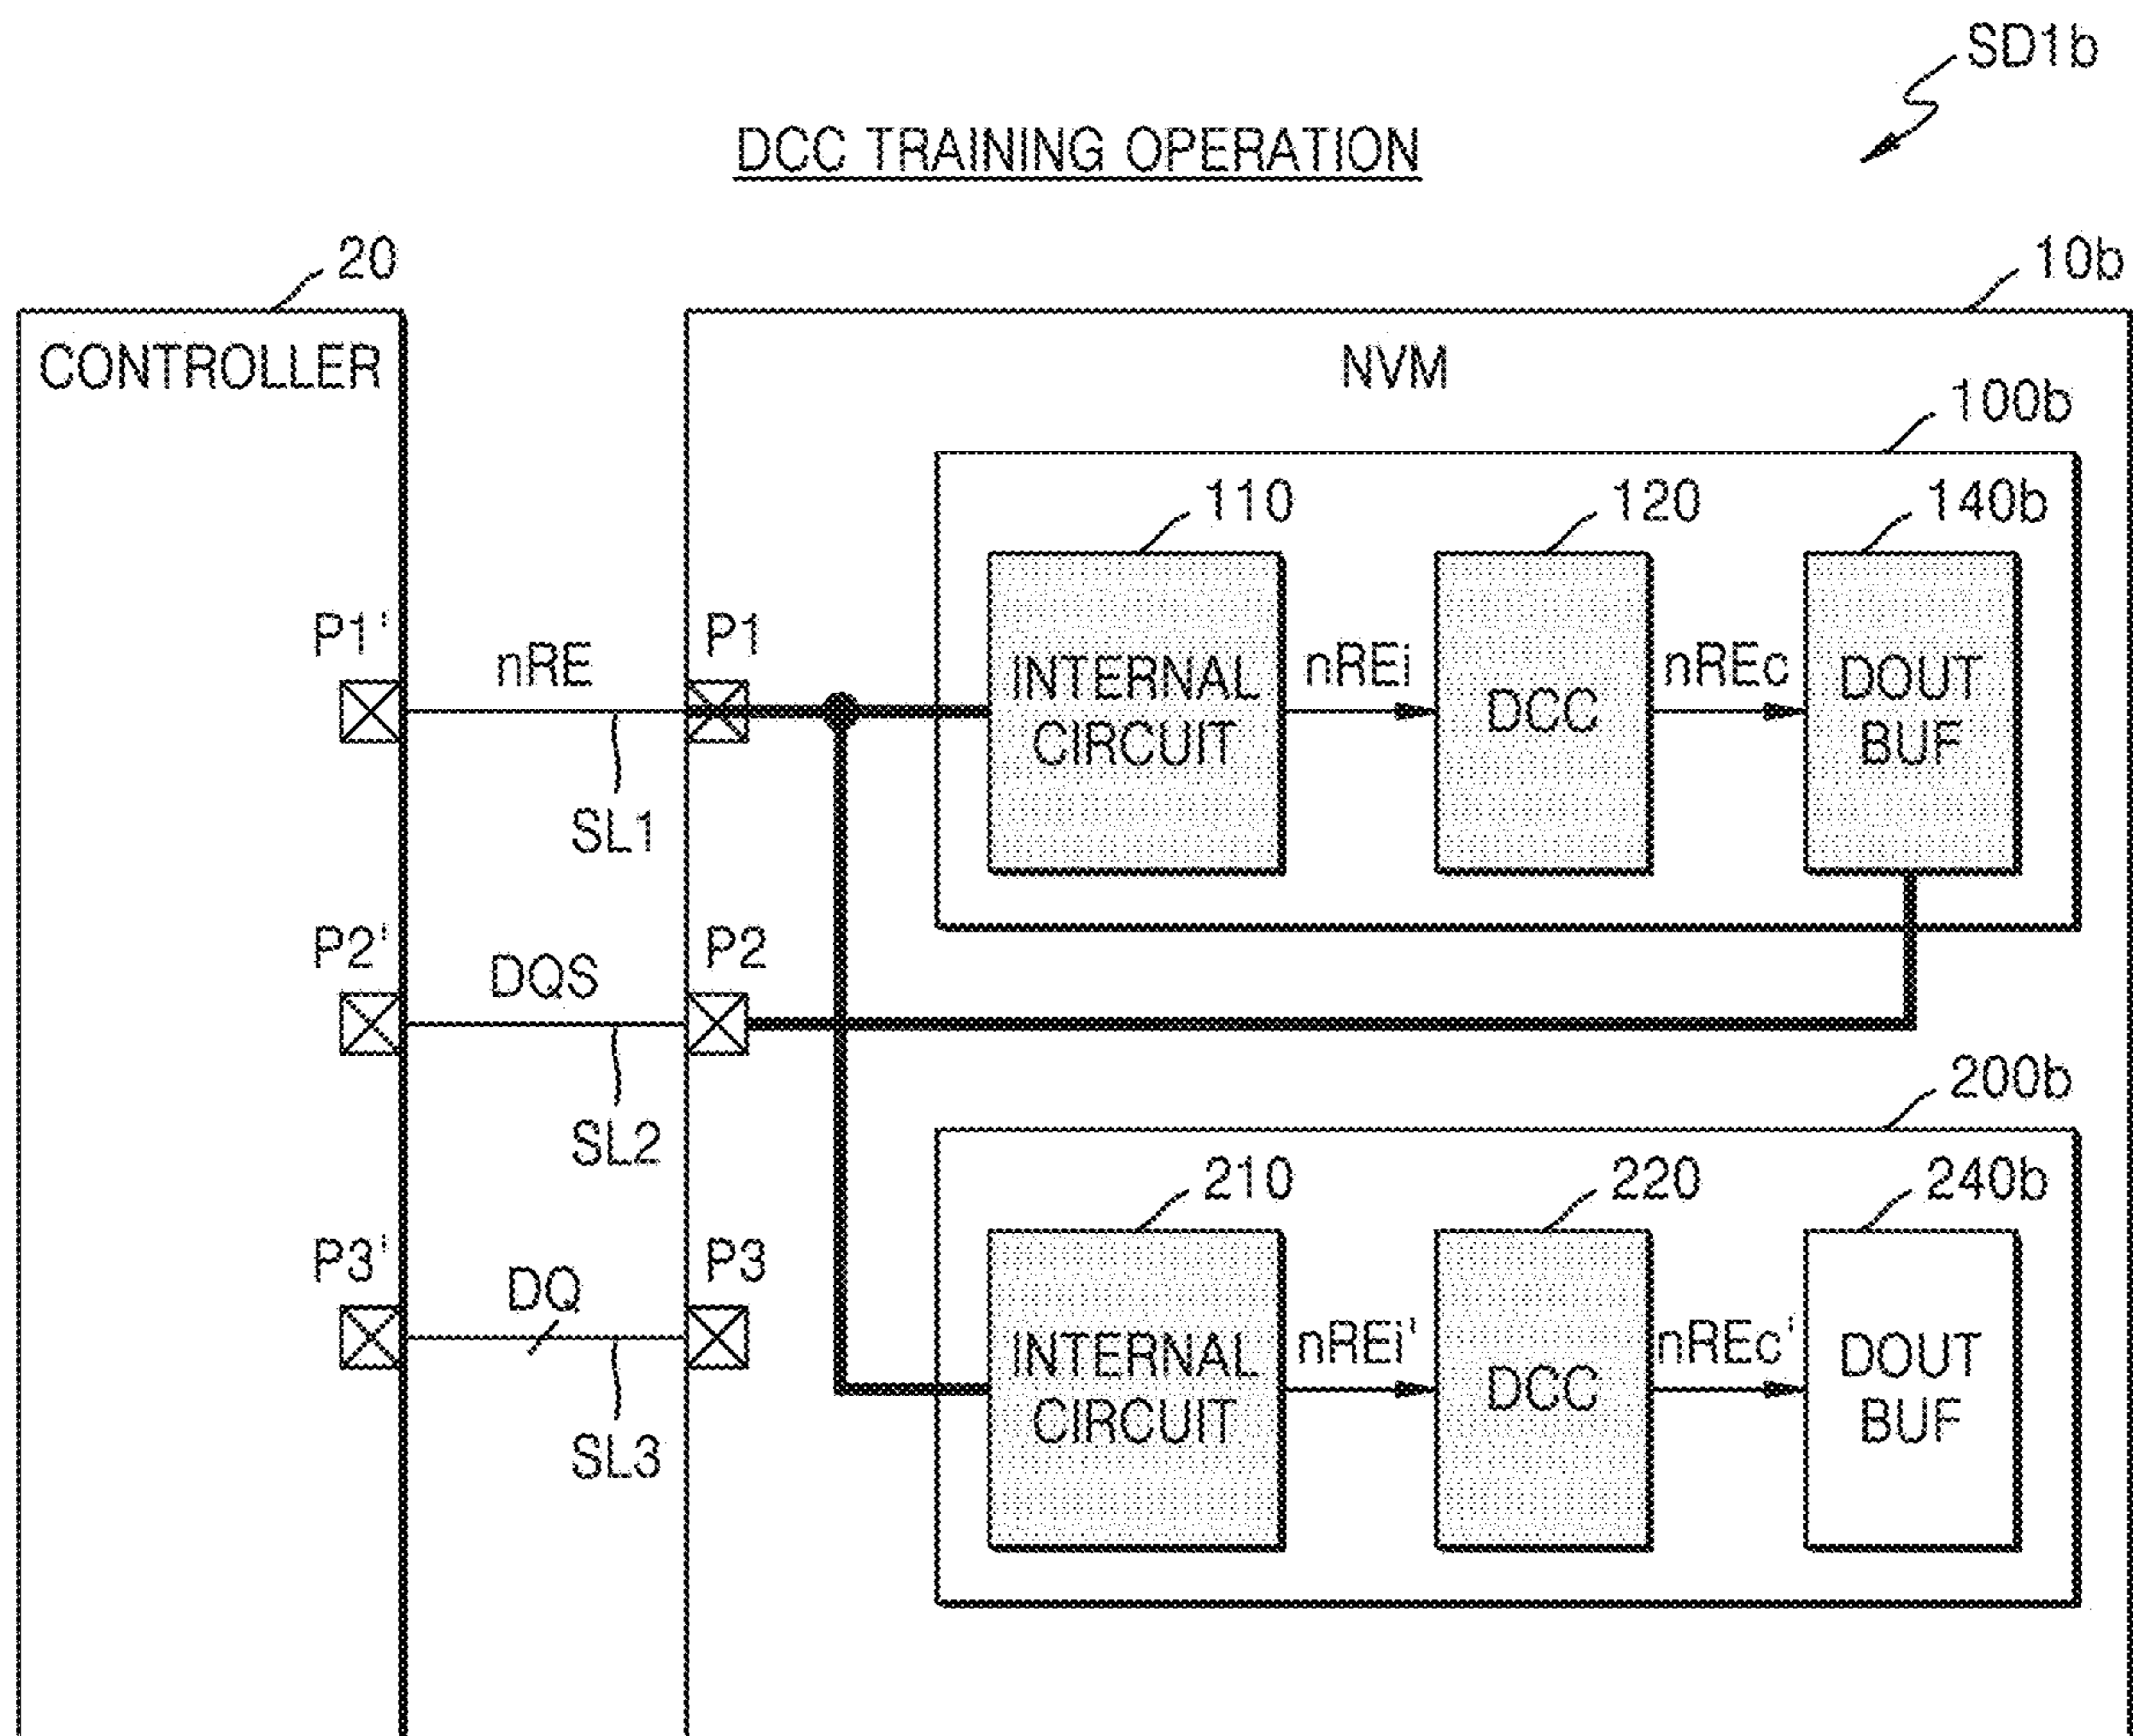 SD1b
DCC TRAINING OPERATION
20
10b
CONTROLLER
NVM
100b
110
120
140b
P1'
nRE
P1
INTERNAL
CIRCUIT
nREi
DCC
nREc
DOUT
BUF
SL1
P2'
DQS
P2
SL2
200b
210
220
240b
P3'
DQ
P3
INTERNAL
CIRCUIT
nREi'
DCC
nREc'
DOUT
BUF
SL3